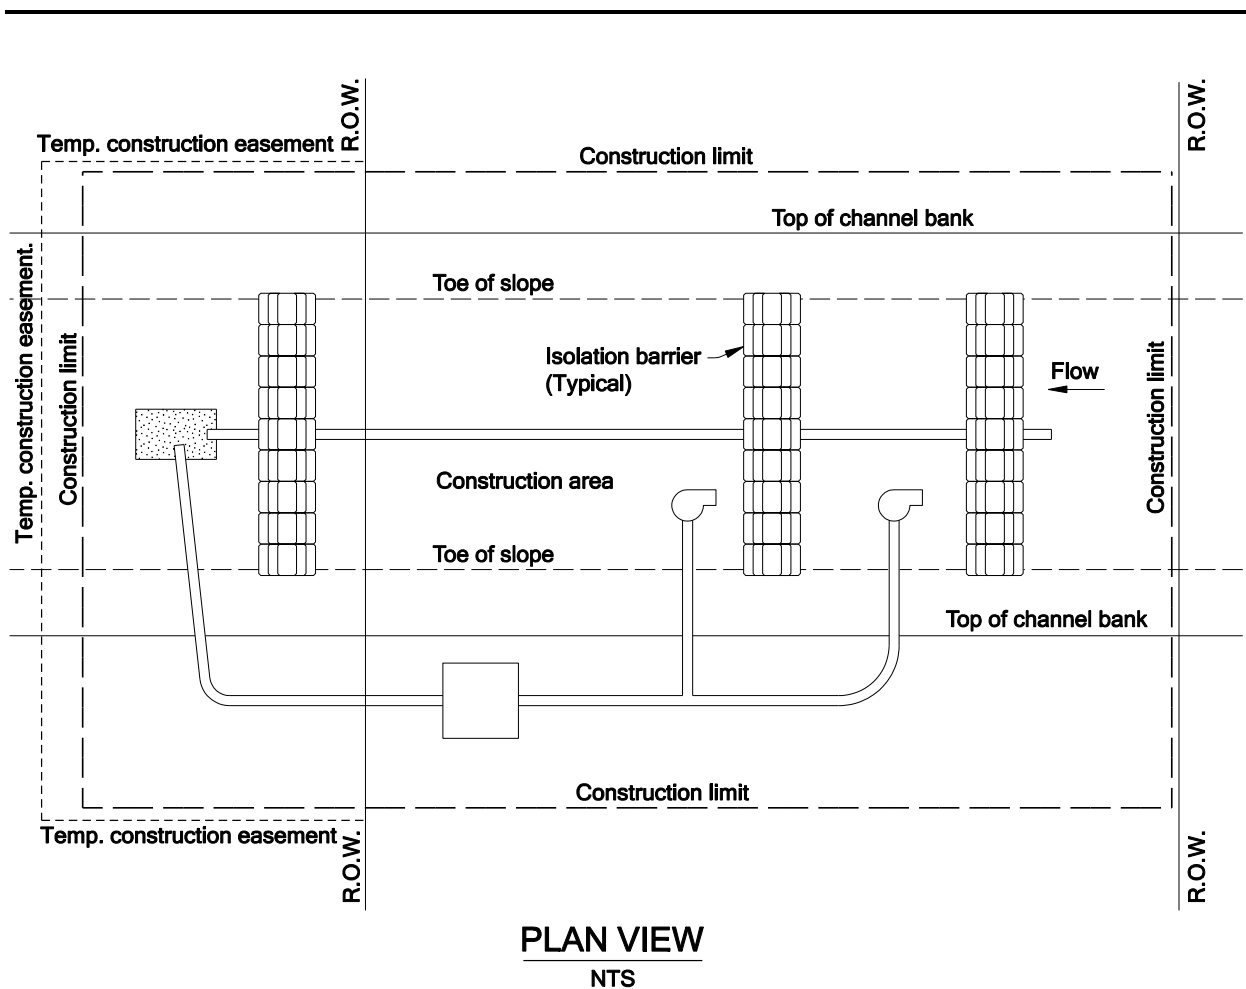 R.O.W.
R.O.W.
Temp. construction easement
Construction limit
Top of channel bank
Temp. construction easement.
Toe of slope
Construction limit
Isolation barrier
(Typical)
Flow
Construction limit
Construction area
Toe of slope
Top of channel bank
Construction limit
Temp. construction easement
R.O.W.
R.O.W.
PLAN VIEW
NTS